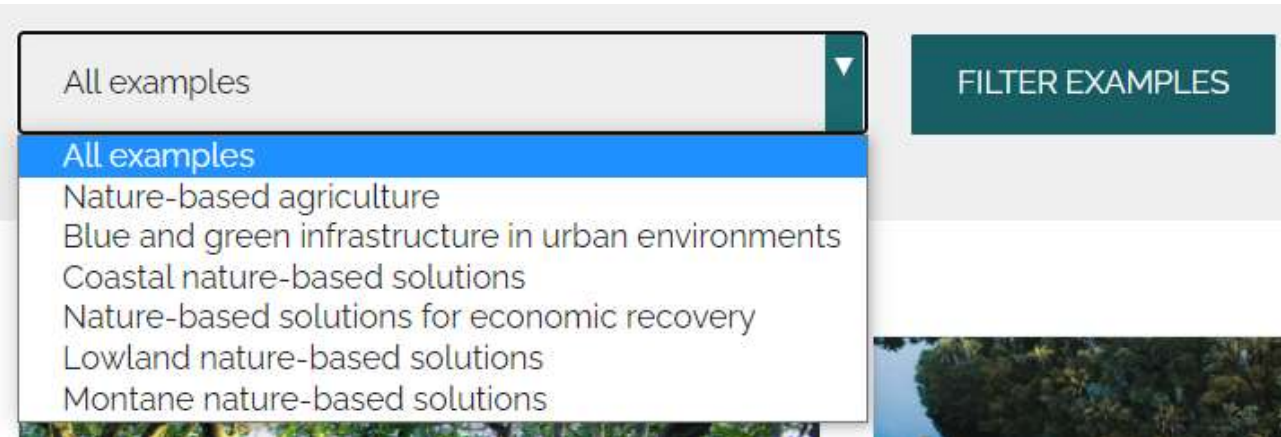 All examples
▼
FILTER EXAMPLES
All examples
Nature-based agriculture
Blue and green infrastructure in urban environments
Coastal nature-based solutions
Nature-based solutions for economic recovery
Lowland nature-based solutions
Montane nature-based solutions